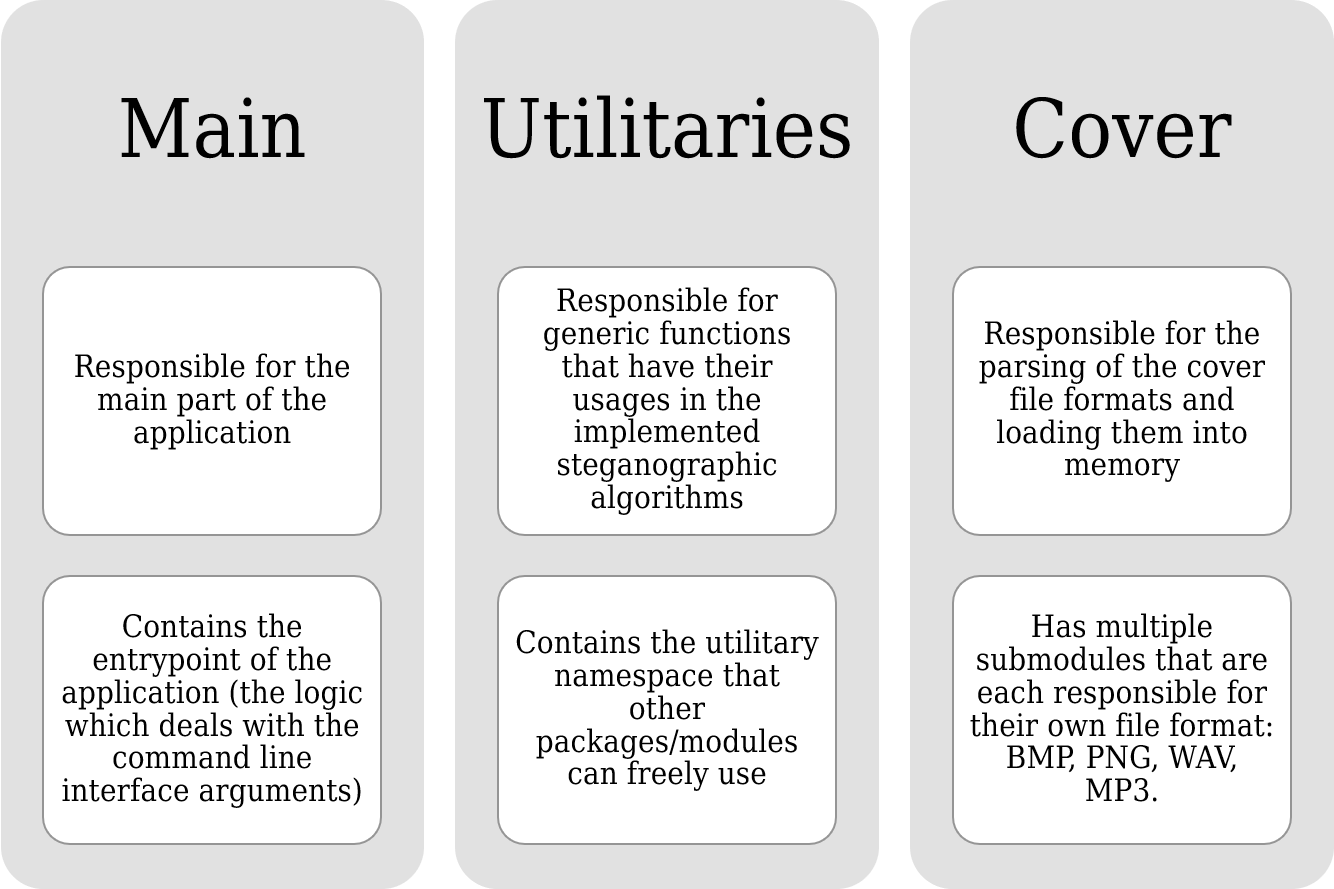 Main
Responsible for the
main part of the
application
Contains the
entrypoint of the
application (the logic
which deals with the
command line
interface arguments)
Utilitaries
Responsible for
generic functions
that have their
usages in the
implemented
steganographic
algorithms
Contains the utilitary
namespace that
other
packages/modules
can freely use
Cover
Responsible for the
parsing of the cover
file formats and
loading them into
memory
Has multiple
submodules that are
each responsible for
their own file format:
BMP, PNG, WAV,
MP3.